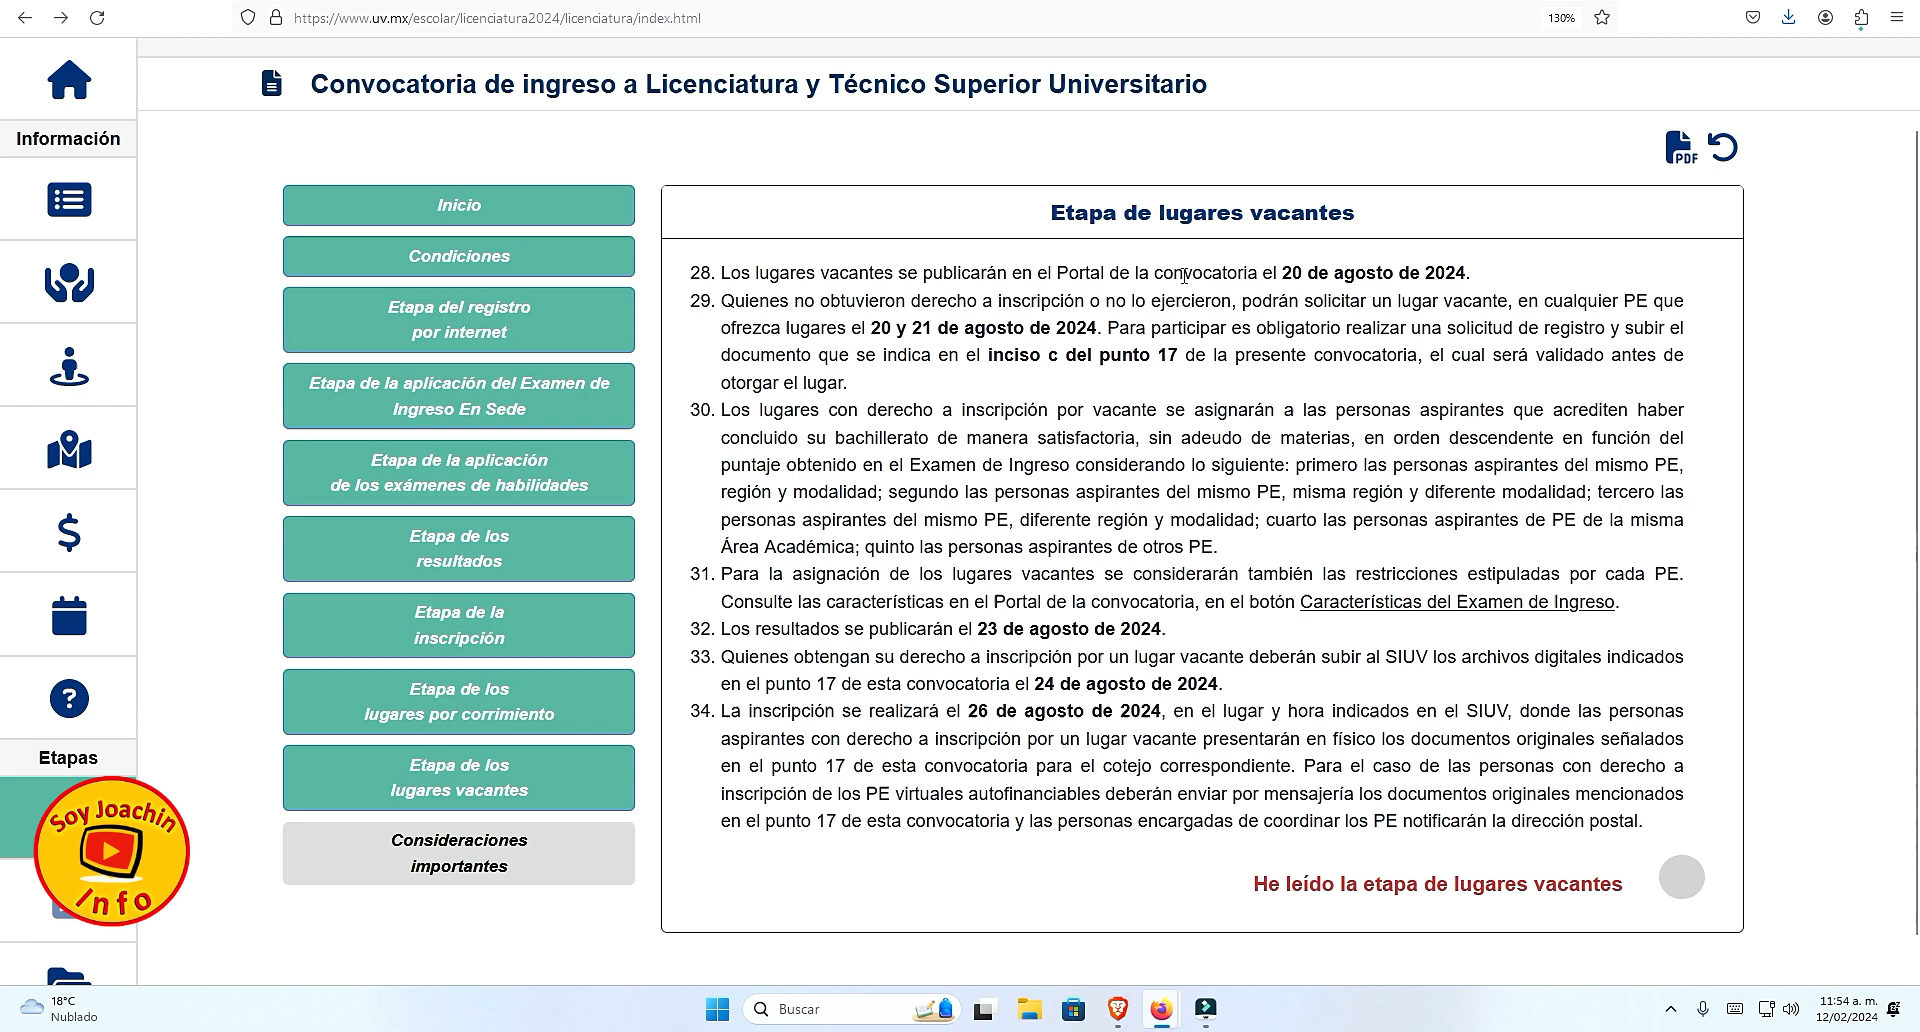 https://www.uv.mx/escolar/licenciatura2024/licenciatura/index.html
130%
Convocatoria de ingreso a Licenciatura y Técnico Superior Universitario
Información
PDF
Inicio
Condiciones
Etapa del registro
por internet
Etapa de la aplicación del Examen de
Ingreso En Sede
Etapa de la aplicación
de los exámenes de habilidades
Etapa de los
resultados
Etapa de la
inscripción
Etapa de los
lugares por corrimiento
Etapa de los
lugares vacantes
Consideraciones
importantes
Etapa de lugares vacantes
28. Los lugares vacantes se publicarán en el Portal de la convocatoria el 20 de agosto de 2024.
29. Quienes no obtuvieron derecho a inscripción o no lo ejercieron, podrán solicitar un lugar vacante, en cualquier PE que
ofrezca lugares el 20 y 21 de agosto de 2024. Para participar es obligatorio realizar una solicitud de registro y subir el
documento que se indica en el inciso c del punto 17 de la presente convocatoria, el cual será validado antes de
otorgar el lugar.
30. Los lugares con derecho a inscripción por vacante se asignarán a las personas aspirantes que acrediten haber
concluido su bachillerato de manera satisfactoria, sin adeudo de materias, en orden descendente en función del
puntaje obtenido en el Examen de Ingreso considerando lo siguiente: primero las personas aspirantes del mismo PE,
región y modalidad; segundo las personas aspirantes del mismo PE, misma región y diferente modalidad; tercero las
personas aspirantes del mismo PE, diferente región y modalidad; cuarto las personas aspirantes de PE de la misma
Área Académica; quinto las personas aspirantes de otros PE.
31. Para la asignación de los lugares vacantes se considerarán también las restricciones estipuladas por cada PE.
Consulte las características en el Portal de la convocatoria, en el botón Características del Examen de Ingreso.
32. Los resultados se publicarán el 23 de agosto de 2024.
33. Quienes obtengan su derecho a inscripción por un lugar vacante deberán subir al SIUV los archivos digitales indicados
en el punto 17 de esta convocatoria el 24 de agosto de 2024.
34. La inscripción se realizará el 26 de agosto de 2024, en el lugar y hora indicados en el SIUV, donde las personas
aspirantes con derecho a inscripción por un lugar vacante presentarán en físico los documentos originales señalados
en el punto 17 de esta convocatoria para el cotejo correspondiente. Para el caso de las personas con derecho a
inscripción de los PE virtuales autofinanciables deberán enviar por mensajería los documentos originales mencionados
en el punto 17 de esta convocatoria y las personas encargadas de coordinar los PE notificarán la dirección postal.
He leído la etapa de lugares vacantes
Etapas
Soy Joachin
Info
18°C
Nublado
Buscar
11:54 a. m.
12/02/2024